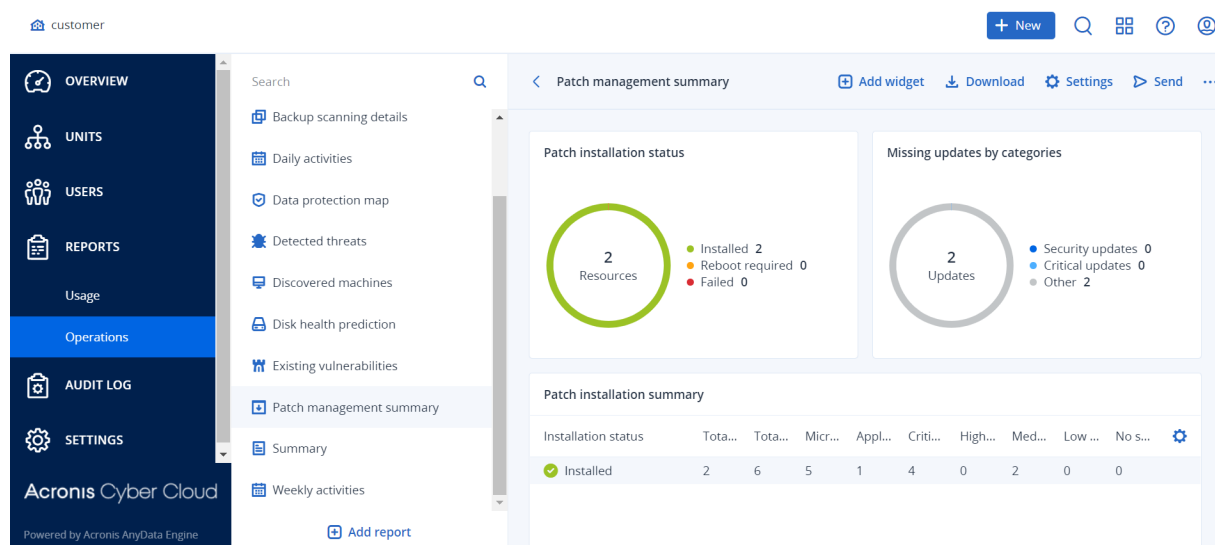 customer
+ New
OVERVIEW
UNITS
USERS
REPORTS
Usage
Operations
AUDIT LOG
SETTINGS
Acronis Cyber Cloud
Powered by Acronis AnyData Engine
Search
Backup scanning details
Daily activities
Data protection map
Detected threats
Discovered machines
Disk health prediction
Existing vulnerabilities
Patch management summary
Summary
Weekly activities
Add report
Patch management summary
Add widget
Download
Settings
Send
Patch installation status
2
Resources
Installed 2
Reboot required 0
Failed 0
Missing updates by categories
2
Updates
Security updates 0
Critical updates 0
Other 2
Patch installation summary
Installation status Tota... Tota... Micr... Appl... Criti... High... Med... Low ... No s...
Installed 2 6 5 1 4 0 2 0 0